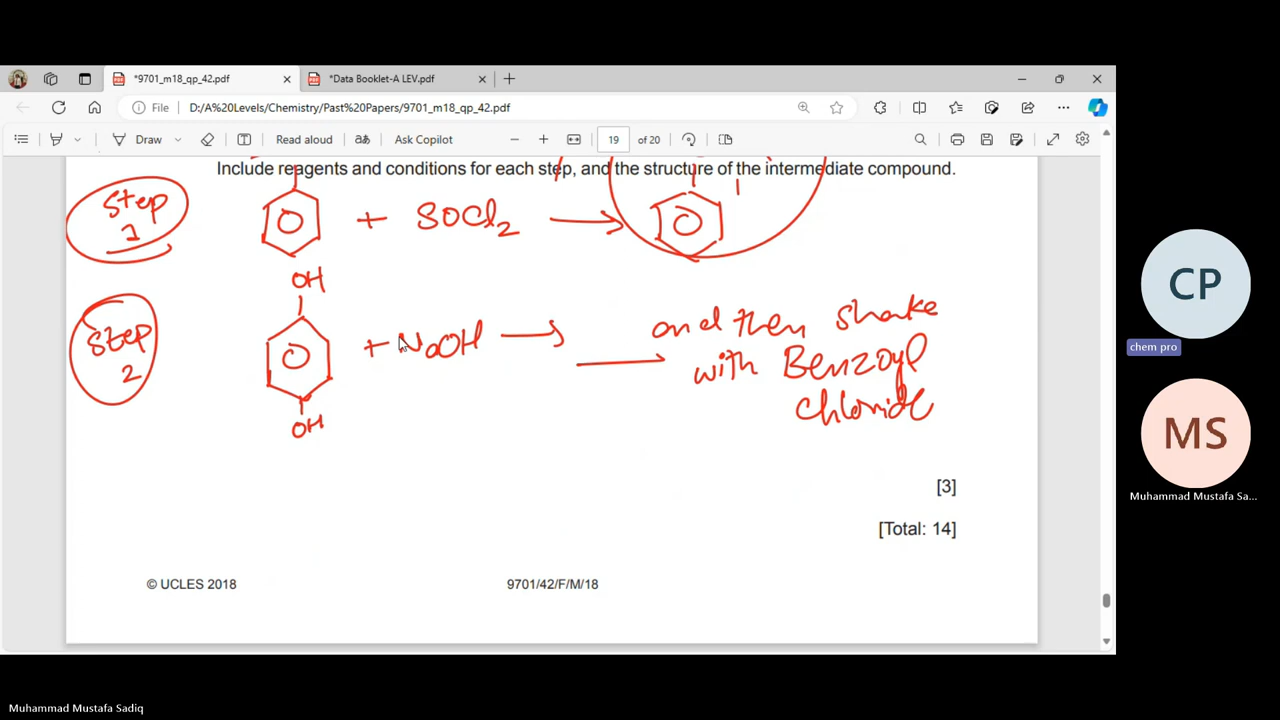 *9701_m18_qp_42.pdf
*Data Booklet-A LEV.pdf
File D:/A%20Levels/Chemistry/Past%20Papers/9701_m18_qp_42.pdf
Draw
Read aloud
aあ
Ask Copilot
19 of 20
Include reagents and conditions for each step, and the structure of the intermediate compound.
Step
1
+ SOCl2
OH
Step
2
+ NaOH
OH
and then shake
with Benzoyl
chloride
[3]
[Total: 14]
© UCLES 2018
9701/42/F/M/18
CP
chem pro
MS
Muhammad Mustafa Sa...
Muhammad Mustafa Sadiq